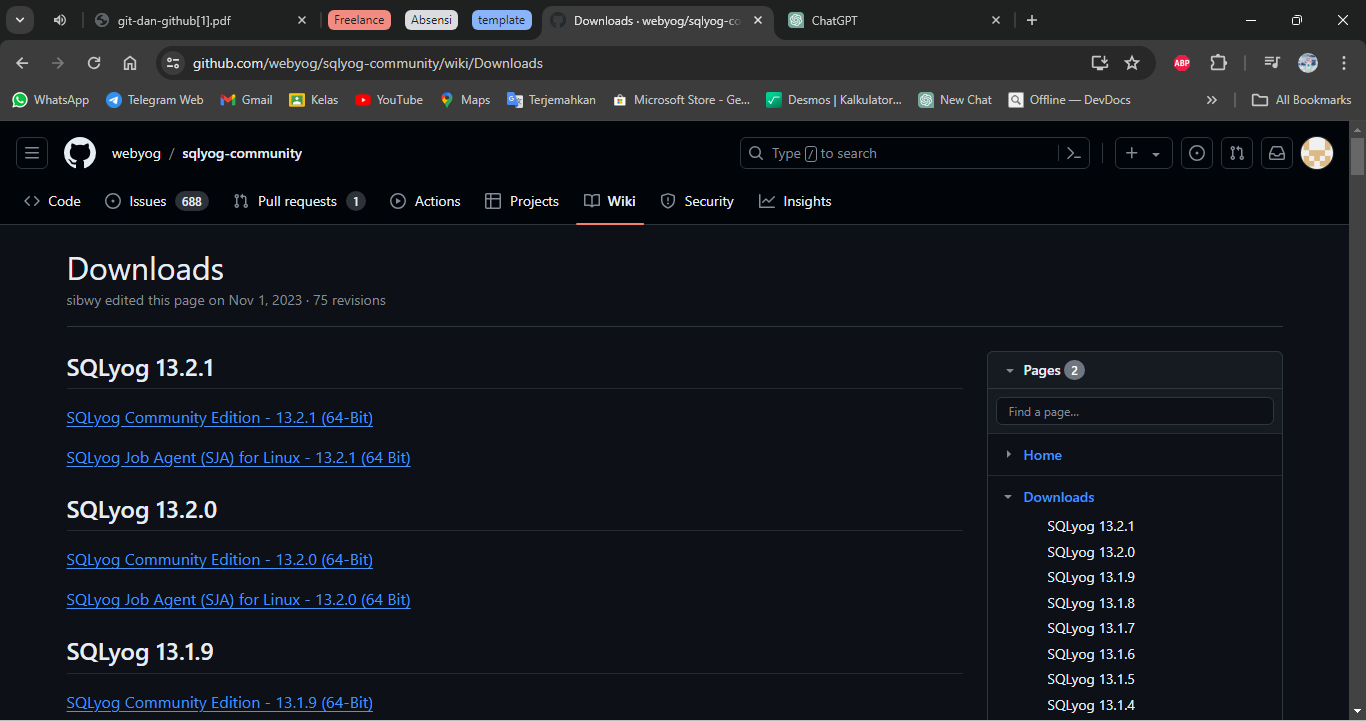 git-dan-github[1].pdf
Freelance
Absensi
template
Downloads · webyog/sqlyog-co
ChatGPT
github.com/webyog/sqlyog-community/wiki/Downloads
ABP
WhatsApp
Telegram Web
Gmail
Kelas
YouTube
Maps
Terjemahkan
Microsoft Store - Ge...
Desmos | Kalkulator...
New Chat
Offline — DevDocs
All Bookmarks
webyog / sqlyog-community
Type / to search
Code
Issues 688
Pull requests 1
Actions
Projects
Wiki
Security
Insights
Downloads
sibwy edited this page on Nov 1, 2023 · 75 revisions
SQLyog 13.2.1
SQLyog Community Edition - 13.2.1 (64-Bit)
SQLyog Job Agent (SJA) for Linux - 13.2.1 (64 Bit)
SQLyog 13.2.0
SQLyog Community Edition - 13.2.0 (64-Bit)
SQLyog Job Agent (SJA) for Linux - 13.2.0 (64 Bit)
SQLyog 13.1.9
SQLyog Community Edition - 13.1.9 (64-Bit)
Pages 2
Find a page...
Home
Downloads
SQLyog 13.2.1
SQLyog 13.2.0
SQLyog 13.1.9
SQLyog 13.1.8
SQLyog 13.1.7
SQLyog 13.1.6
SQLyog 13.1.5
SQLyog 13.1.4